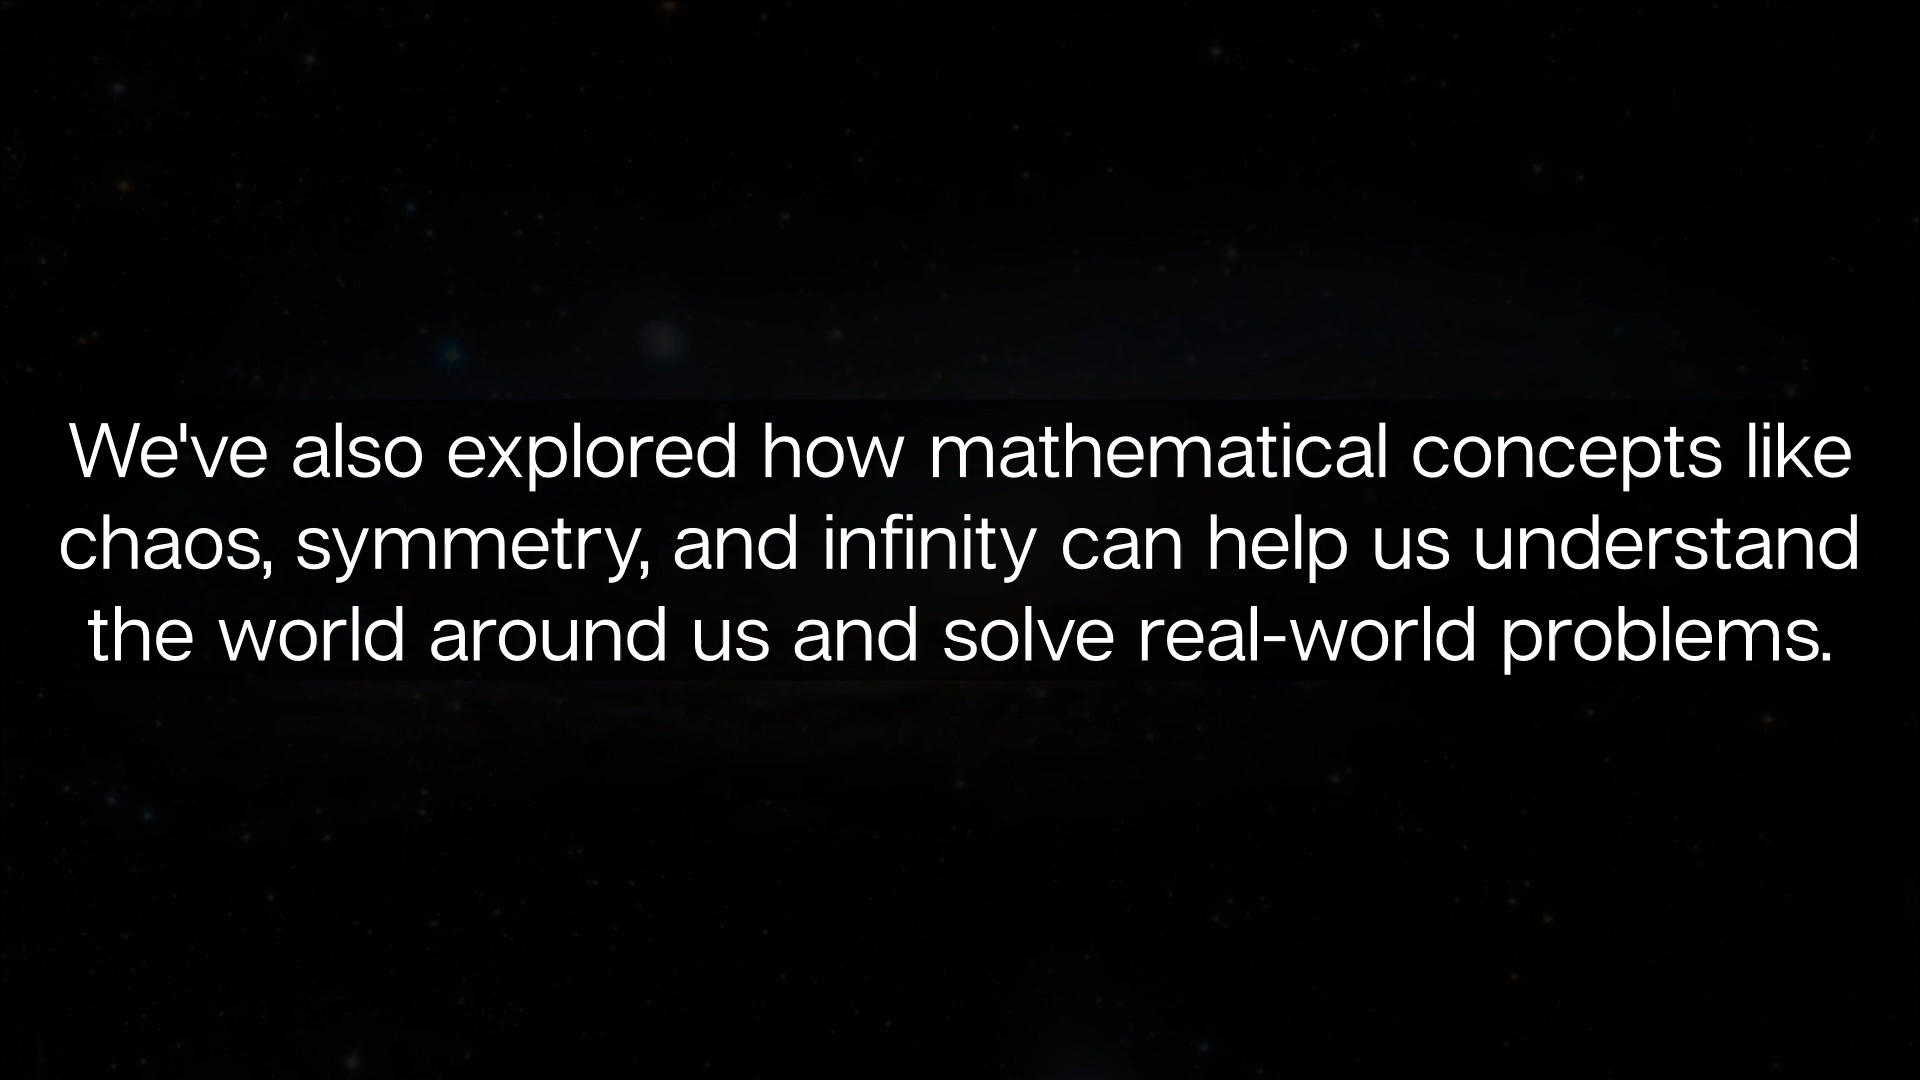 We've also explored how mathematical concepts like
chaos, symmetry, and infinity can help us understand
the world around us and solve real-world problems.